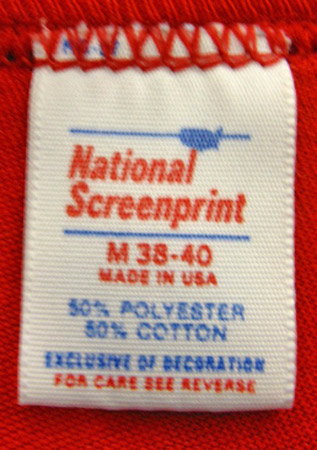 National
Screenprint
M 38-40
MADE IN USA
50% POLYESTER
50% COTTON
EXCLUSIVE OF DECORATION
FOR CARE SEE REVERSE